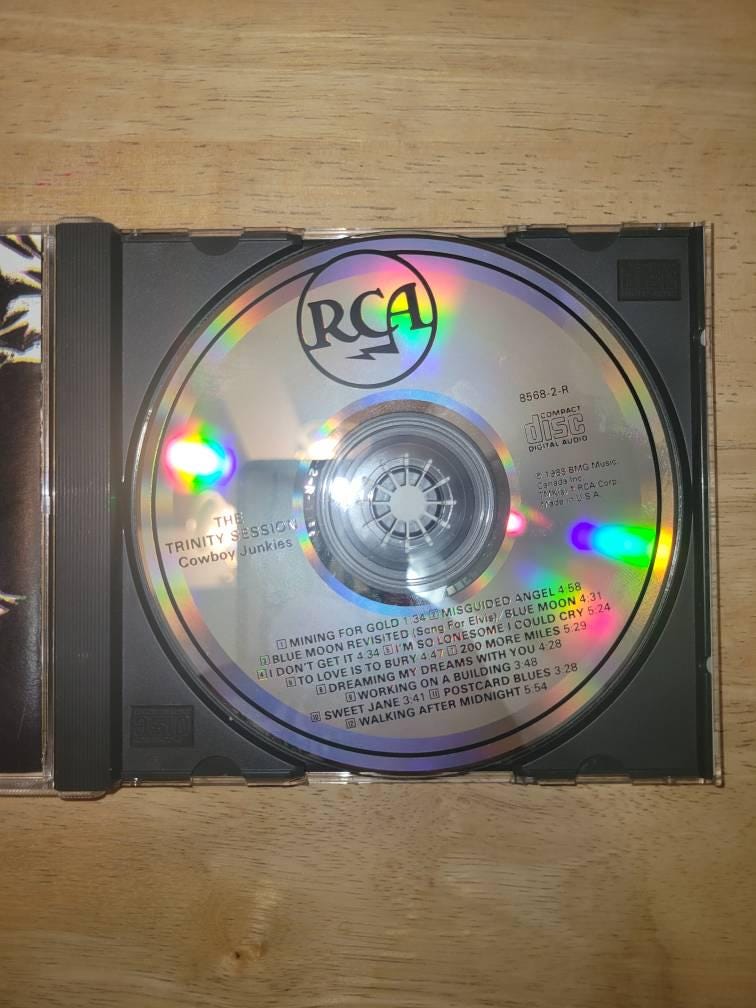 RCA
8568-2-R
COMPACT
disc
DIGITAL AUDIO
© 1988 BMG Music
Canada Inc.
TMK(s) ® RCA Corp.
Made in U.S.A.
THE
TRINITY SESSION
Cowboy Junkies
1 MINING FOR GOLD 1:34 2 MISGUIDED ANGEL 4:58
3 BLUE MOON REVISITED (Song For Elvis)/BLUE MOON 4:31
4 I DON'T GET IT 4:34 5 I'M SO LONESOME I COULD CRY 5:24
6 TO LOVE IS TO BURY 4:47 7 200 MORE MILES 5:29
8 DREAMING MY DREAMS WITH YOU 4:28
9 WORKING ON A BUILDING 3:48
10 SWEET JANE 3:41 11 POSTCARD BLUES 3:28
12 WALKING AFTER MIDNIGHT 5:54